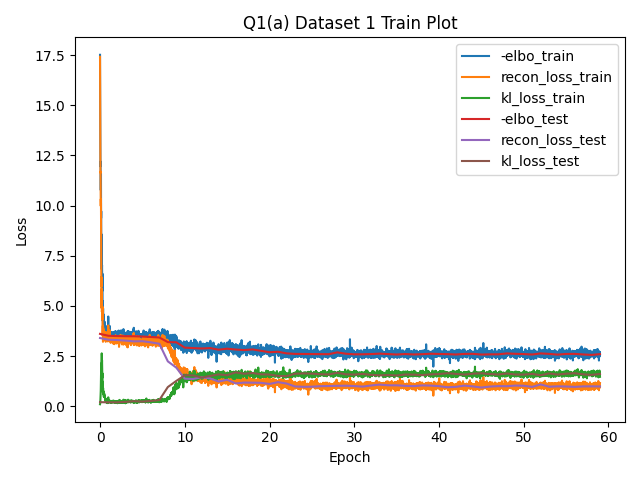 Q1(a) Dataset 1 Train Plot
-elbo_train
recon_loss_train
kl_loss_train
-elbo_test
recon_loss_test
kl_loss_test
17.5
15.0
12.5
10.0
7.5
5.0
2.5
0.0
Loss
0 10 20 30 40 50 60
Epoch